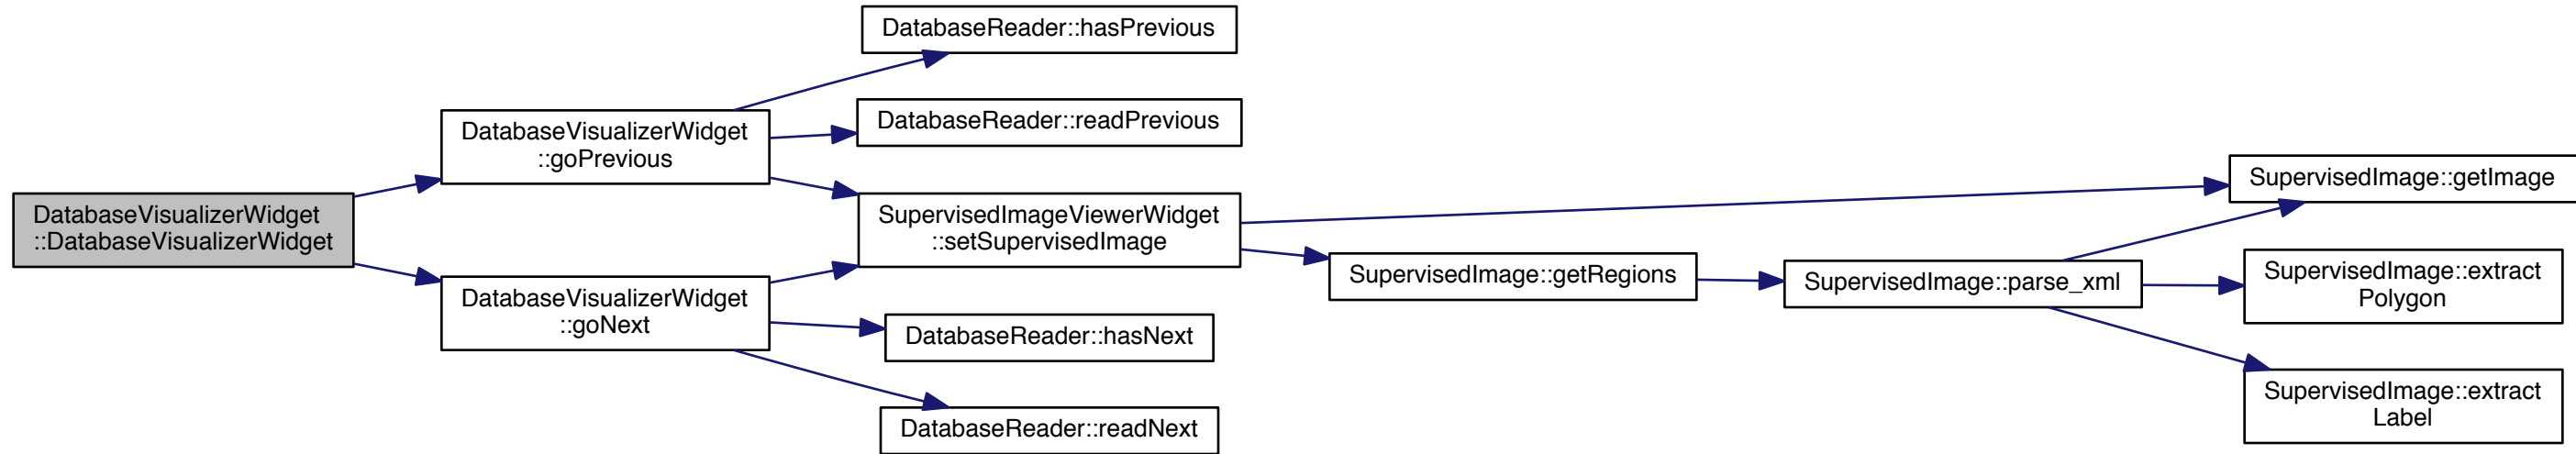 DatabaseVisualizerWidget
::DatabaseVisualizerWidget
DatabaseVisualizerWidget
::goPrevious
DatabaseReader::hasPrevious
DatabaseReader::readPrevious
SupervisedImageViewerWidget
::setSupervisedImage
DatabaseVisualizerWidget
::goNext
DatabaseReader::hasNext
DatabaseReader::readNext
SupervisedImage::getRegions
SupervisedImage::parse_xml
SupervisedImage::getImage
SupervisedImage::extract
Polygon
SupervisedImage::extract
Label